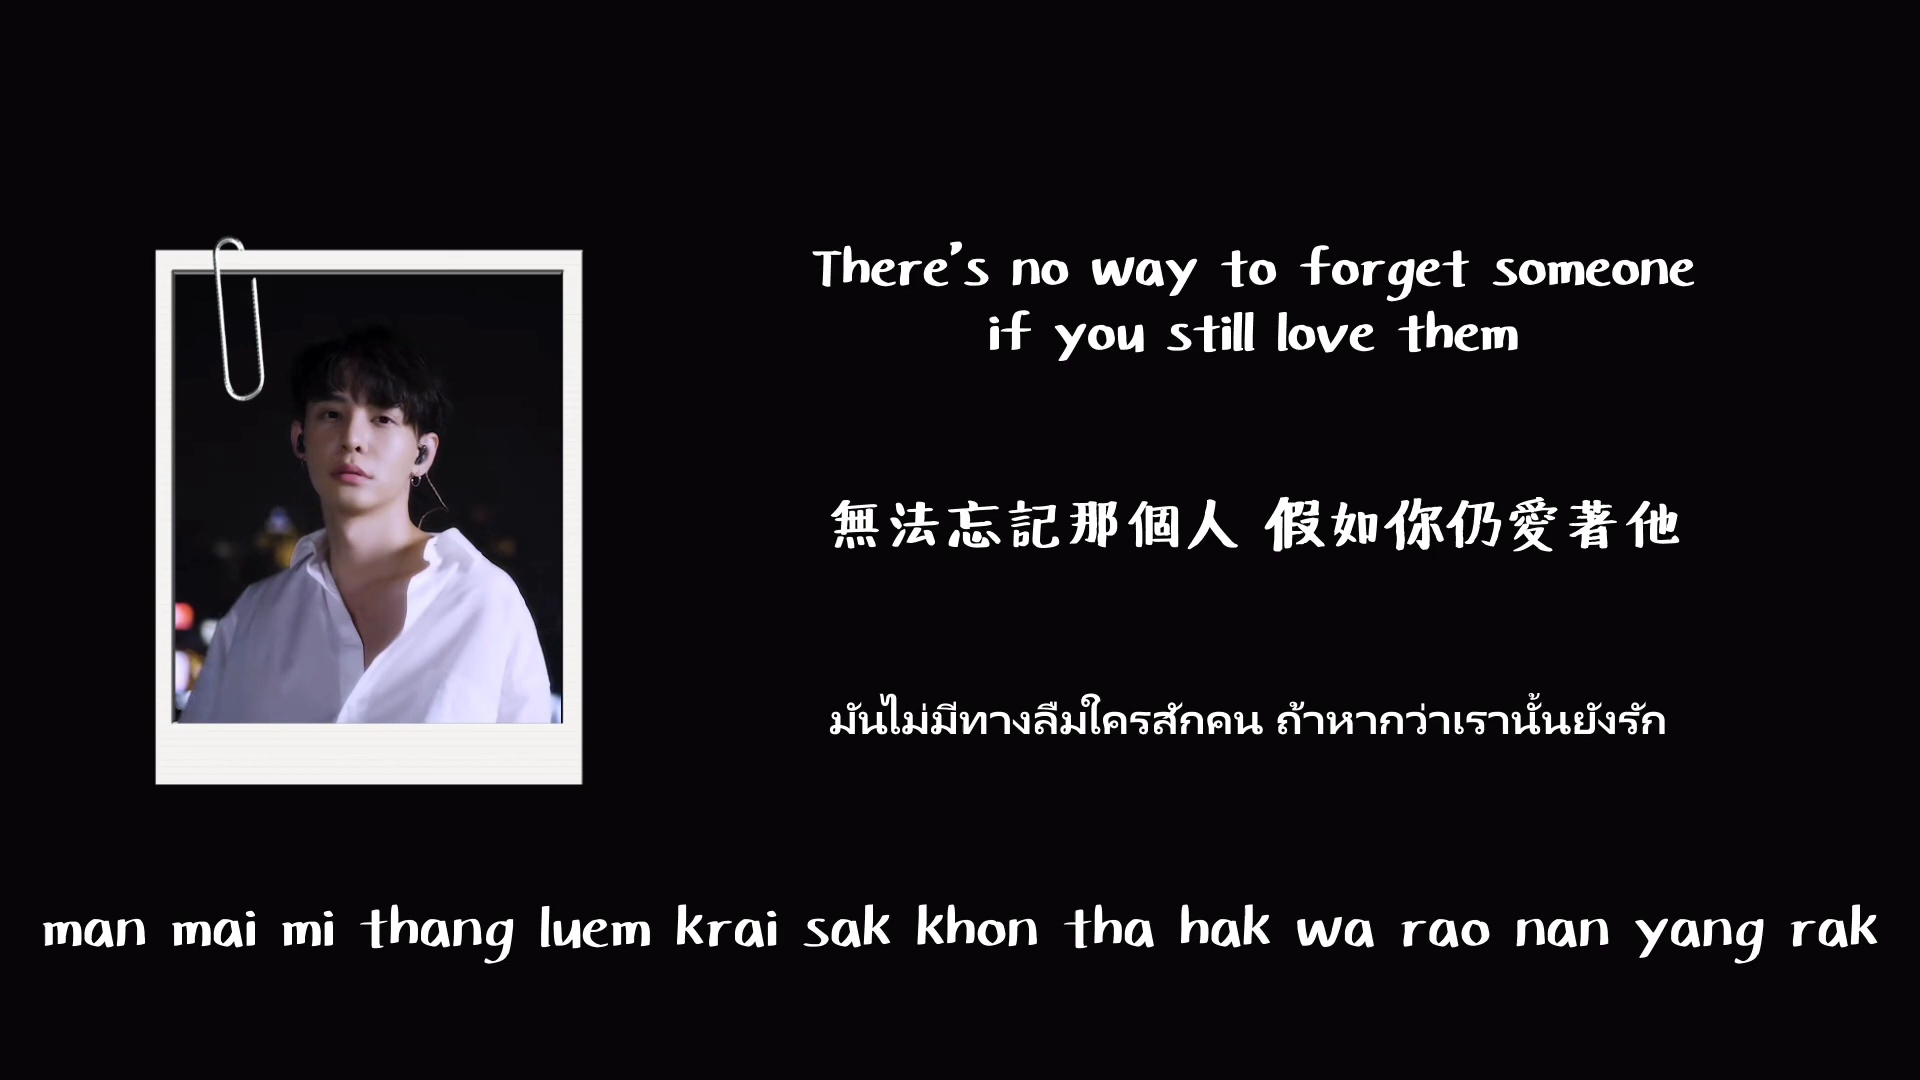 There's no way to forget someone
if you still love them
無法忘記那個人 假如你仍愛著他
มันไม่มีทางลืมใครสักคน ถ้าหากว่าเรานั้นยังรัก
man mai mi thang luem krai sak khon tha hak wa rao nan yang rak